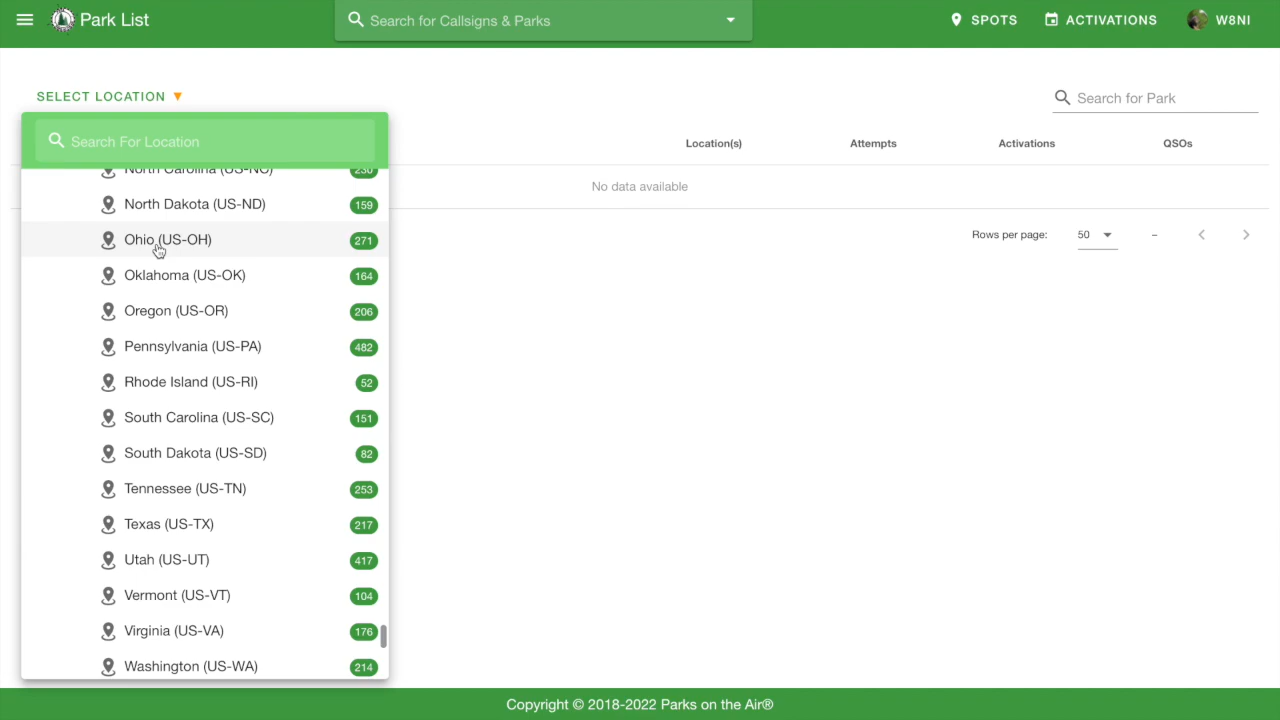 Park List
Search for Callsigns & Parks
SPOTS
ACTIVATIONS
W8NI
SELECT LOCATION
Search for Park
Search For Location
Location(s)
Attempts
Activations
QSOs
No data available
Rows per page:
50
–
North Carolina (US-NC) 230
North Dakota (US-ND) 159
Ohio (US-OH) 271
Oklahoma (US-OK) 164
Oregon (US-OR) 206
Pennsylvania (US-PA) 482
Rhode Island (US-RI) 52
South Carolina (US-SC) 151
South Dakota (US-SD) 82
Tennessee (US-TN) 253
Texas (US-TX) 217
Utah (US-UT) 417
Vermont (US-VT) 104
Virginia (US-VA) 176
Washington (US-WA) 214
Copyright © 2018-2022 Parks on the Air®